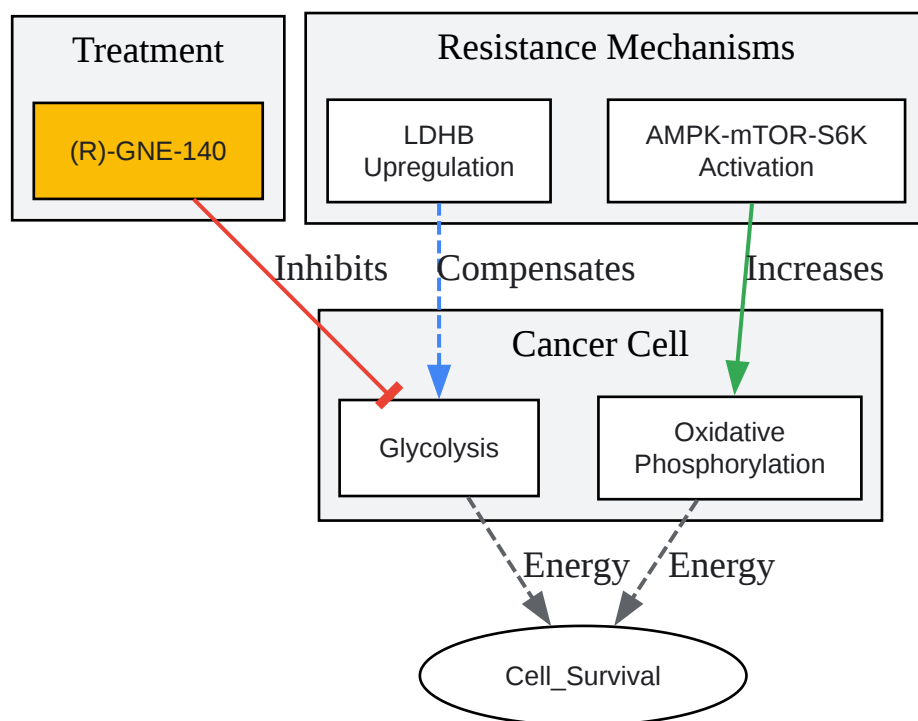 Treatment
Resistance Mechanisms
(R)-GNE-140
LDHB
Upregulation
AMPK-mTOR-S6K
Activation
Inhibits
Compensates
Increases
Cancer Cell
Glycolysis
Oxidative
Phosphorylation
Energy
Energy
Cell_Survival